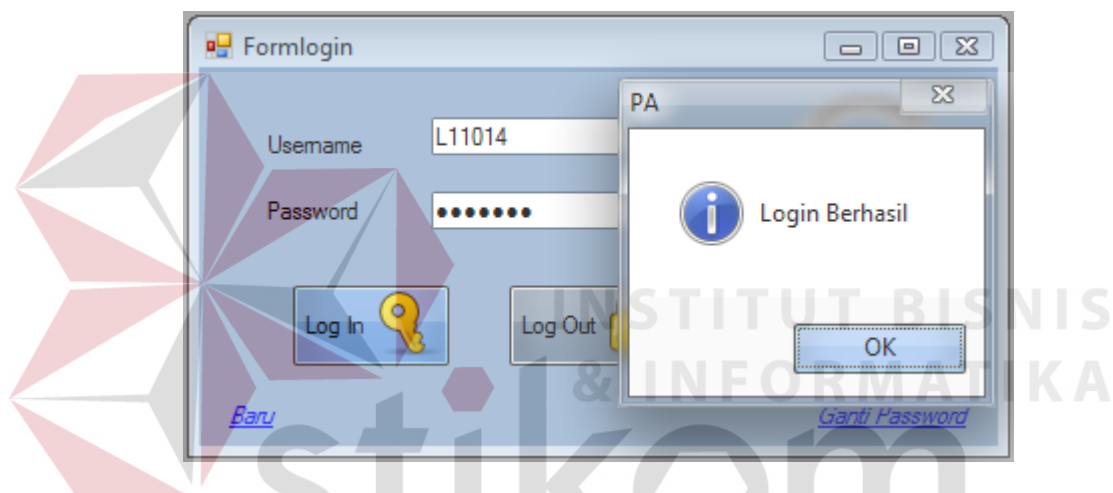 Formlogin
PA
Username
L11014
Password
•••••••
Login Berhasil
Log In
Log Out
OK
Baru
Ganti Password
INSTITUT BISNIS
& INFORMATIKA
stikom